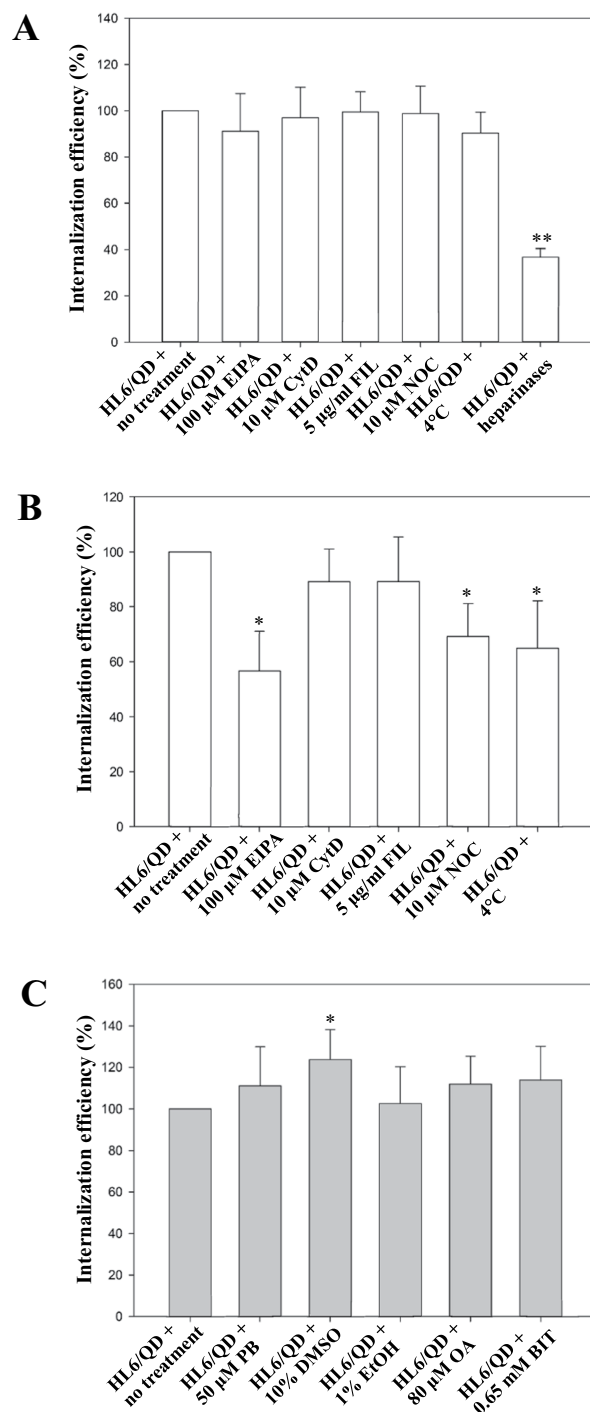 A
Internalization efficiency (%)
140
120
100
80
60
40
20
0
**
HL6/QD +
no treatment
HL6/QD +
100 µM EIPA
HL6/QD +
10 µM CytD
HL6/QD +
5 µg/ml FIL
HL6/QD +
10 µM NOC
HL6/QD +
4°C
HL6/QD +
heparinases
B
Internalization efficiency (%)
120
100
80
60
40
20
0
*
*
*
HL6/QD +
no treatment
HL6/QD +
100 µM EIPA
HL6/QD +
10 µM CytD
HL6/QD +
5 µg/ml FIL
HL6/QD +
10 µM NOC
HL6/QD +
4°C
C
Internalization efficiency (%)
160
140
120
100
80
60
40
20
0
*
HL6/QD +
no treatment
HL6/QD +
50 µM PB
HL6/QD +
10% DMSO
HL6/QD +
1% EtOH
HL6/QD +
80 µM OA
HL6/QD +
0.65 mM BIT